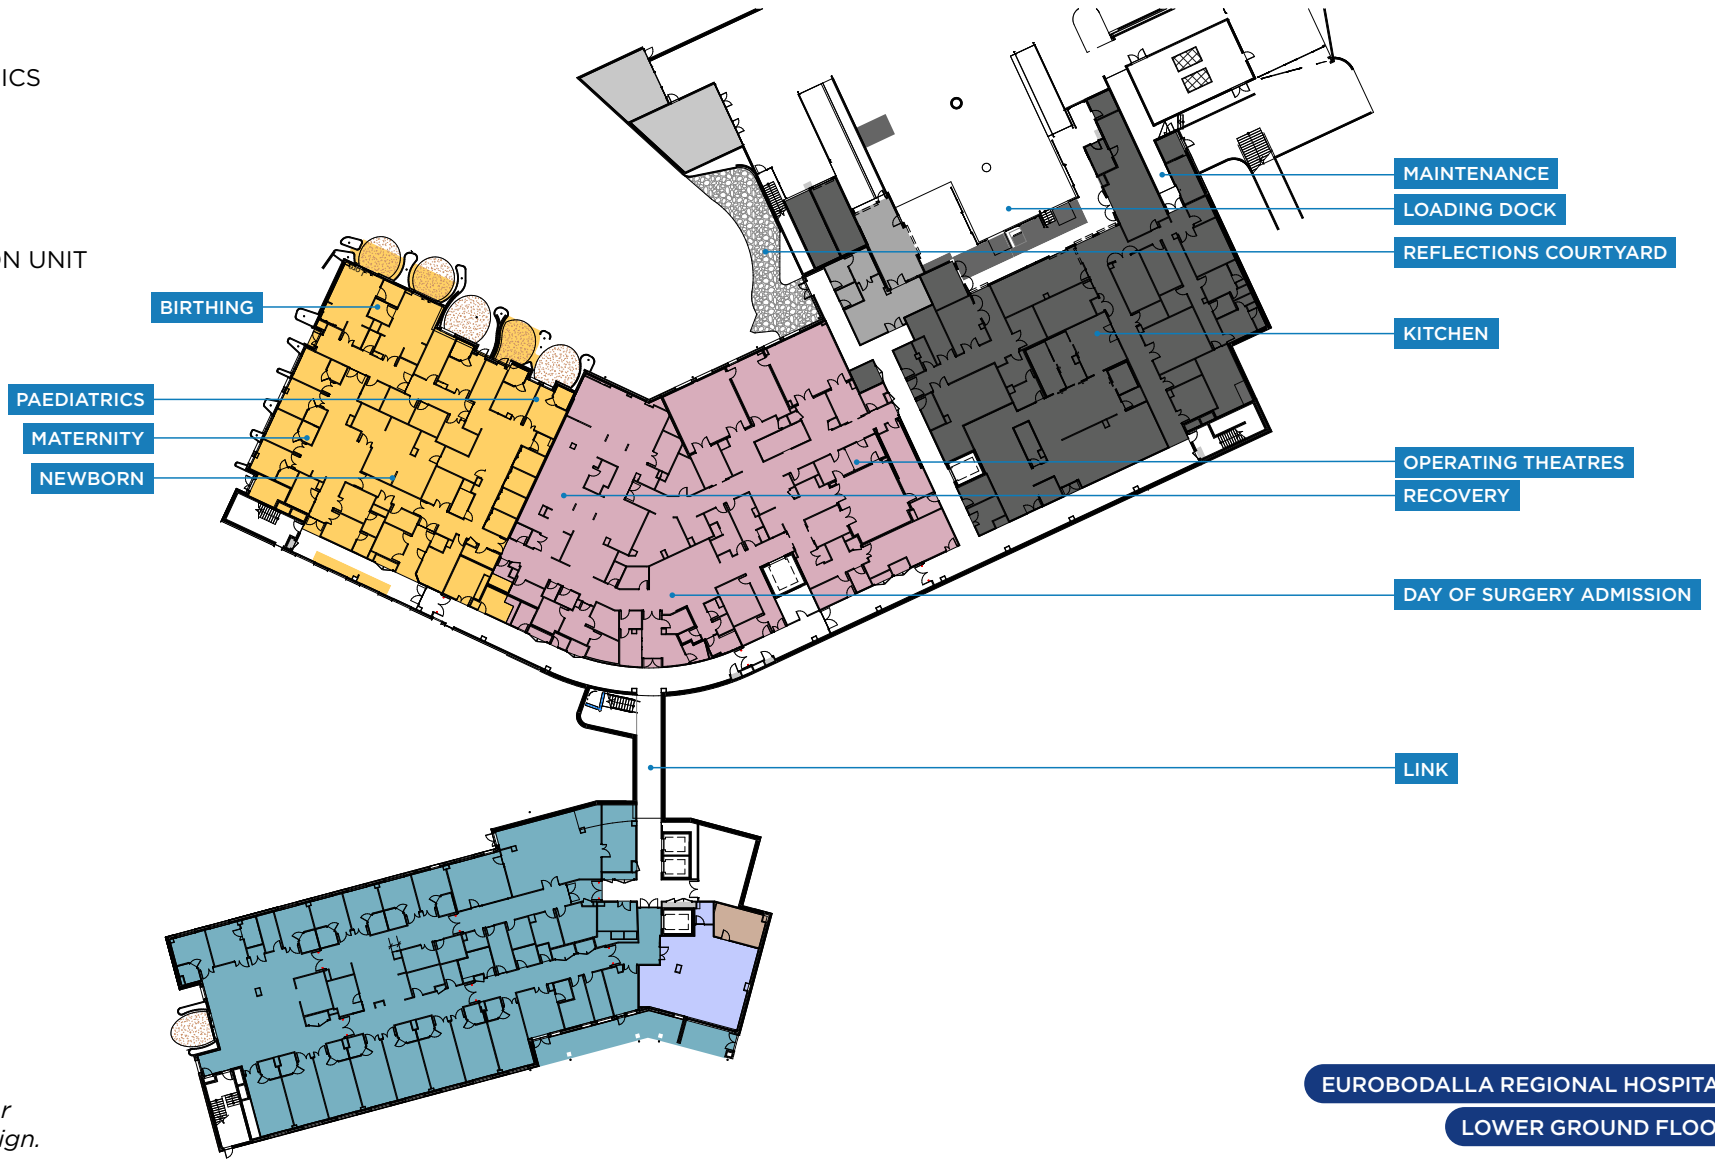 ICS
ON UNIT
BIRTHING
PAEDIATRICS
MATERNITY
NEWBORN
MAINTENANCE
LOADING DOCK
REFLECTIONS COURTYARD
KITCHEN
OPERATING THEATRES
RECOVERY
DAY OF SURGERY ADMISSION
LINK
r
ign.
EUROBODALLA REGIONAL HOSPITA
LOWER GROUND FLOO